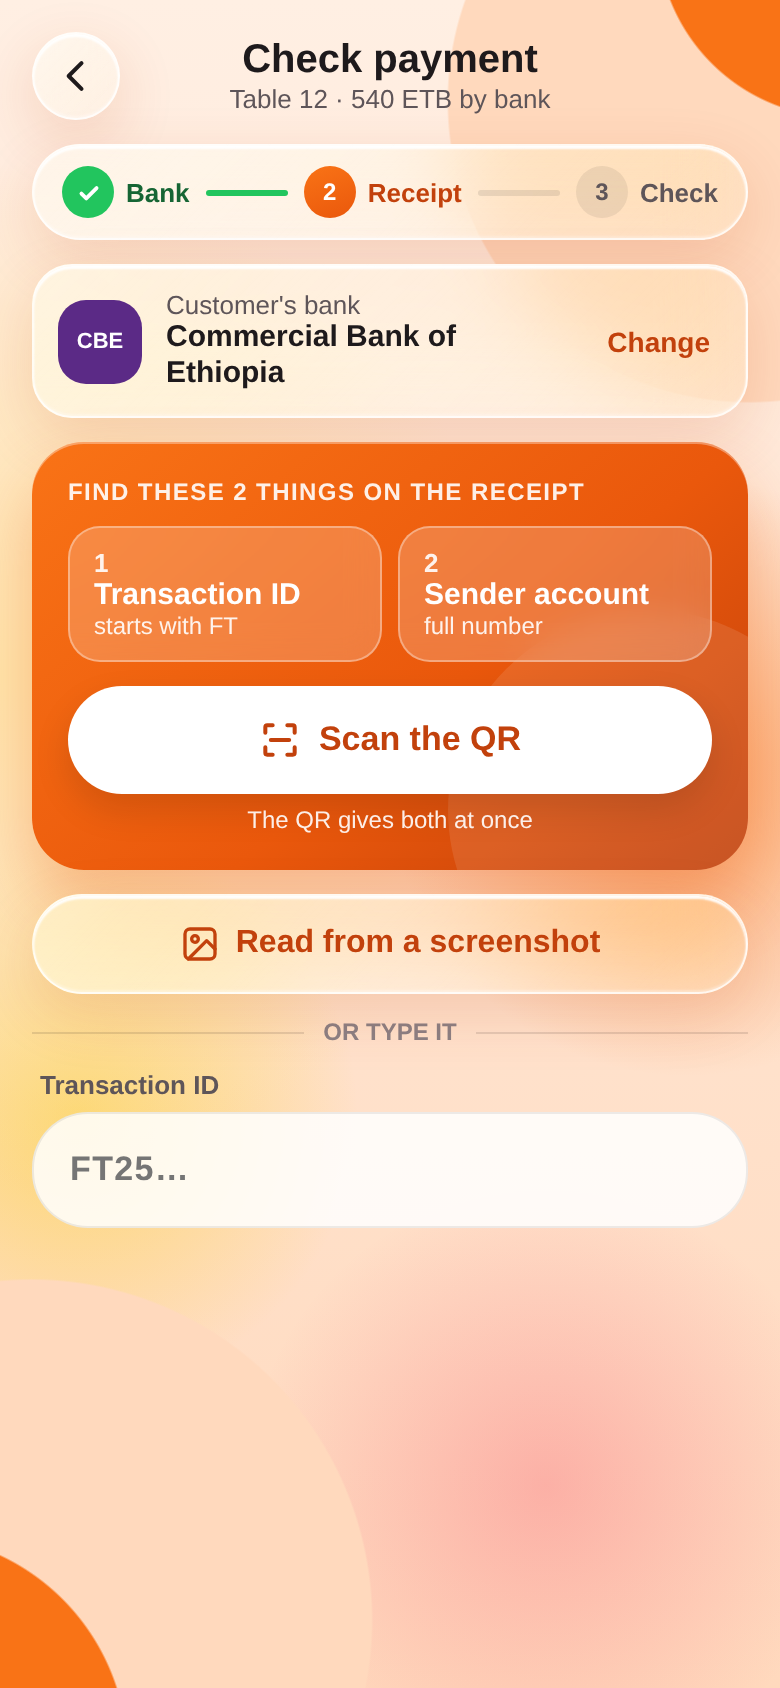 Check payment
Table 12 · 540 ETB by bank
Bank
2
Receipt
3
Check
CBE
Customer's bank
Commercial Bank of
Ethiopia
Change
FIND THESE 2 THINGS ON THE RECEIPT
1
Transaction ID
starts with FT
2
Sender account
full number
Scan the QR
The QR gives both at once
Read from a screenshot
OR TYPE IT
Transaction ID
FT25...